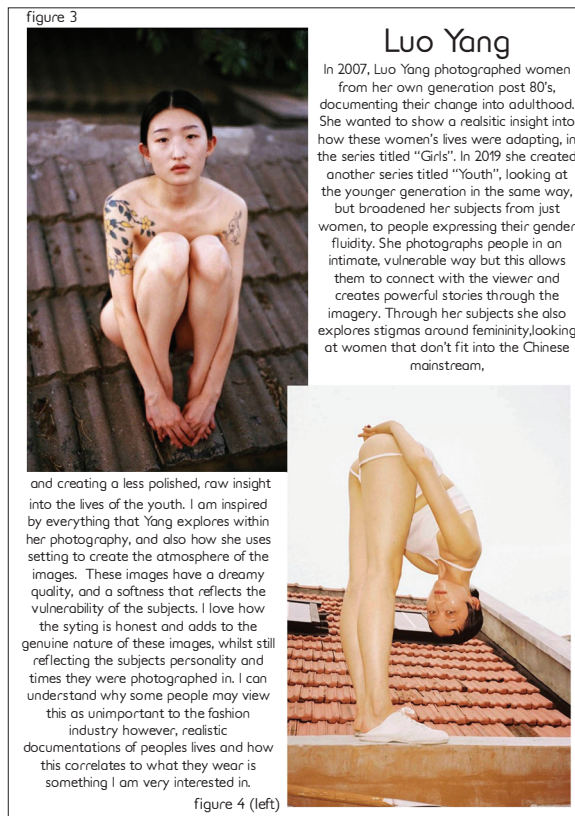 figure 3
Luo Yang
In 2007, Luo Yang photographed women
from her own generation post 80's,
documenting their change into adulthood.
She wanted to show a realsitic insight into
how these women's lives were adapting, in
the series titled "Girls". In 2019 she created
another series titled "Youth", looking at
the younger generation in the same way,
but broadened her subjects from just
women, to people expressing their gender
fluidity. She photographs people in an
intimate, vulnerable way but this allows
them to connect with the viewer and
creates powerful stories through the
imagery. Through her subjects she also
explores stigmas around femininity,looking
at women that don't fit into the Chinese
mainstream,
and creating a less polished, raw insight
into the lives of the youth. I am inspired
by everything that Yang explores within
her photography, and also how she uses
setting to create the atmosphere of the
images. These images have a dreamy
quality, and a softness that reflects the
vulnerability of the subjects. I love how
the syting is honest and adds to the
genuine nature of these images, whilst still
reflecting the subjects personality and
times they were photographed in. I can
understand why some people may view
this as unimportant to the fashion
industry however, realistic
documentations of peoples lives and how
this correlates to what they wear is
something I am very interested in.
figure 4 (left)